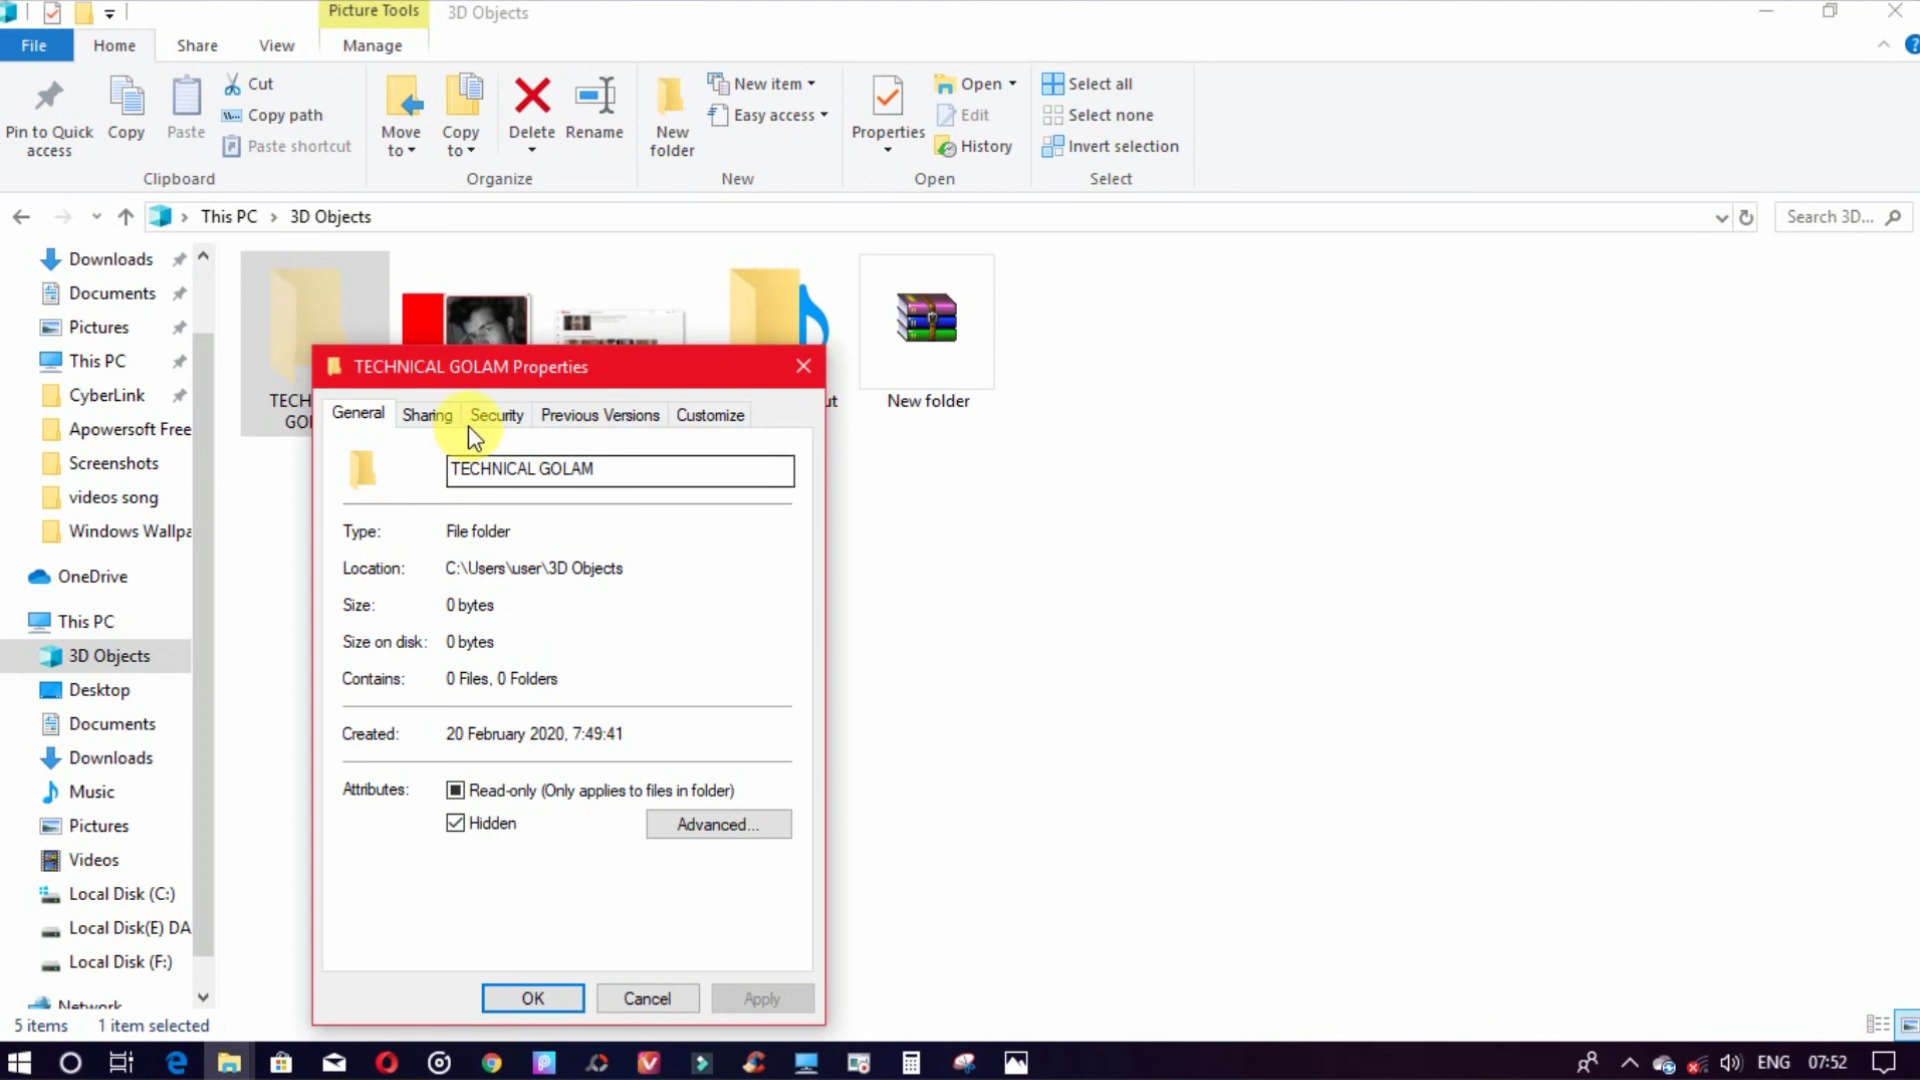 Picture Tools
3D Objects
File
Home
Share
View
Manage
Pin to Quick
access
Copy
Paste
Cut
Copy path
Paste shortcut
Clipboard
Move
to
Copy
to
Delete
Rename
Organize
New
folder
New item
Easy access
New
Properties
Open
Edit
History
Open
Select all
Select none
Invert selection
Select
This PC
3D Objects
Search 3D...
Downloads
Documents
Pictures
This PC
CyberLink
Apowersoft Free
Screenshots
videos song
Windows Wallpa
OneDrive
This PC
3D Objects
Desktop
Documents
Downloads
Music
Pictures
Videos
Local Disk (C:)
Local Disk(E) DA
Local Disk (F:)
Network
5 items
1 item selected
TECH
GOL
ut
New folder
TECHNICAL GOLAM Properties
General
Sharing
Security
Previous Versions
Customize
TECHNICAL GOLAM
Type: File folder
Location: C:\Users\user\3D Objects
Size: 0 bytes
Size on disk: 0 bytes
Contains: 0 Files, 0 Folders
Created: 20 February 2020, 7:49:41
Attributes: Read-only (Only applies to files in folder)
Hidden
Advanced...
OK
Cancel
Apply
ENG
07:52